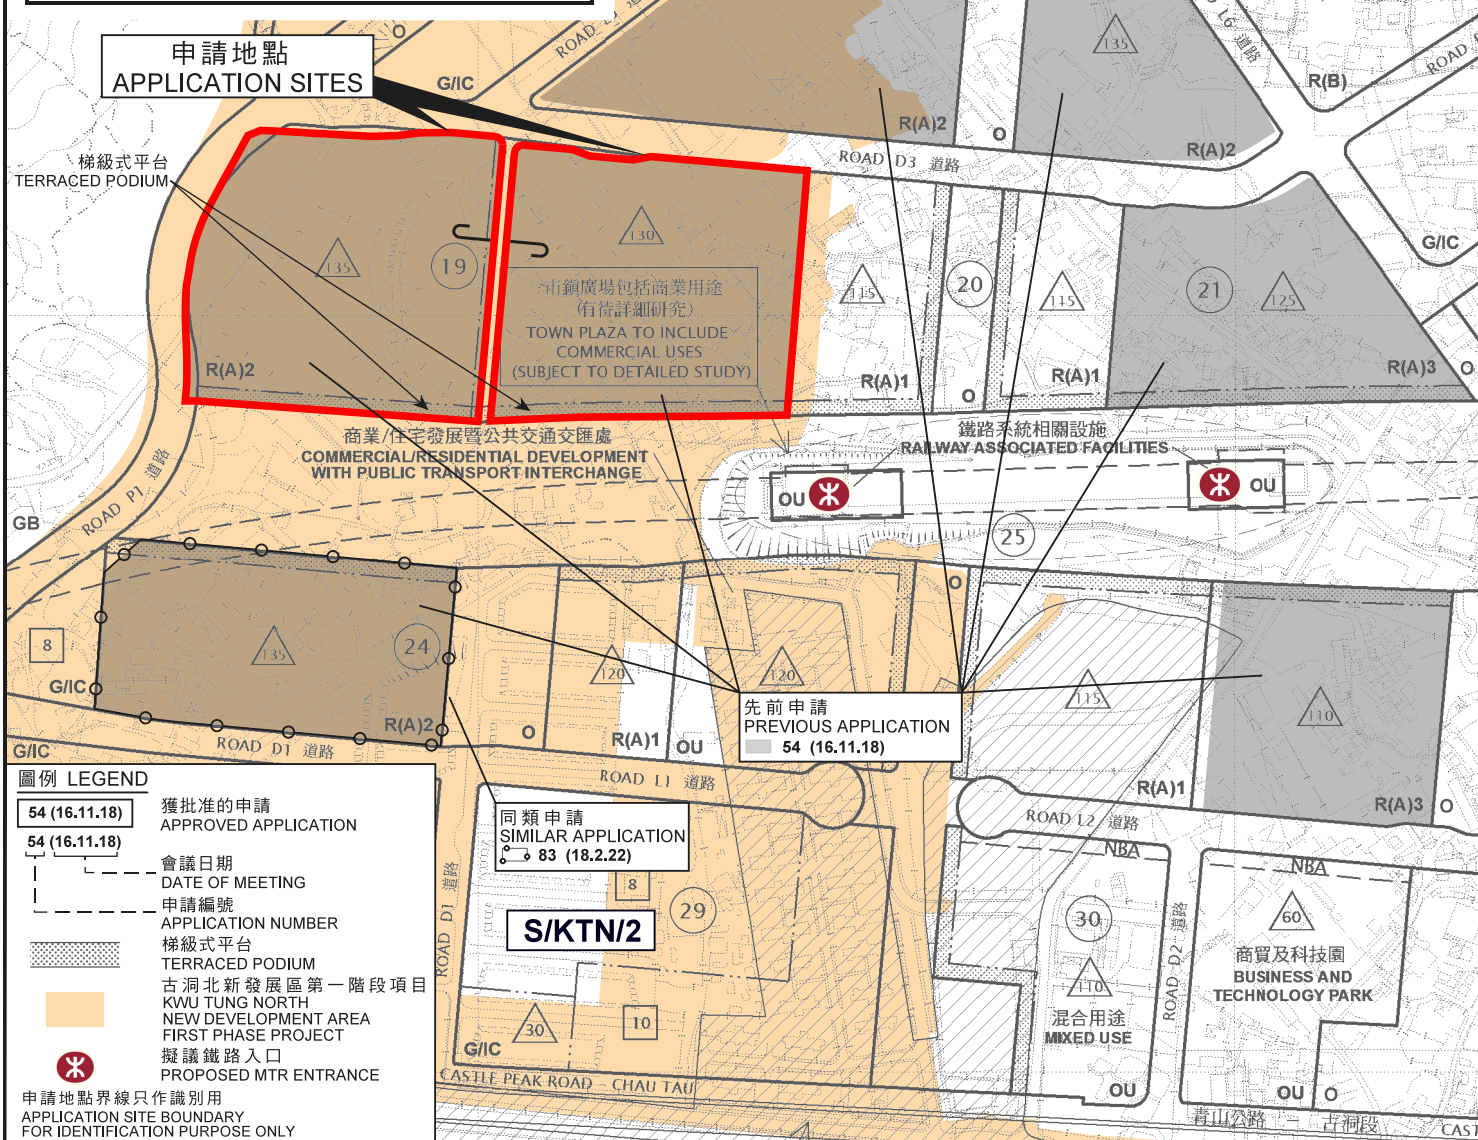 申請地點
APPLICATION SITES
O
G/IC
R(A)2
O
135
R(A)2
R(B)
G/IC
ROAD D3 道路
梯級式平台
TERRACED PODIUM
135
19
130
市鎮廣場包括商業用途
(有待詳細研究)
TOWN PLAZA TO INCLUDE
COMMERCIAL USES
(SUBJECT TO DETAILED STUDY)
R(A)2
115
20
115
21
125
R(A)1
O
R(A)1
R(A)3
O
商業/住宅發展暨公共交通交匯處
COMMERCIAL/RESIDENTIAL DEVELOPMENT
WITH PUBLIC TRANSPORT INTERCHANGE
鐵路系統相關設施
RAILWAY ASSOCIATED FACILITIES
OU
OU
25
ROAD P1 道路
GB
8
G/IC
135
24
R(A)2
O
G/IC
ROAD D1 道路
120
R(A)1
OU
120
O
115
110
先前申請
PREVIOUS APPLICATION
54 (16.11.18)
ROAD L1 道路
R(A)1
R(A)3
O
ROAD L2 道路
NBA
NBA
同類申請
SIMILAR APPLICATION
83 (18.2.22)
8
29
S/KTN/2
ROAD D1 道路
30
10
G/IC
30
110
混合用途
MIXED USE
OU
ROAD D2 道路
60
商貿及科技園
BUSINESS AND
TECHNOLOGY PARK
OU
O
CASTLE PEAK ROAD - CHAU TAU
青山公路 - 古洞段
CAST
圖例 LEGEND
54 (16.11.18)
獲批准的申請
APPROVED APPLICATION
54 (16.11.18)
會議日期
DATE OF MEETING
申請編號
APPLICATION NUMBER
梯級式平台
TERRACED PODIUM
古洞北新發展區第一階段項目
KWU TUNG NORTH
NEW DEVELOPMENT AREA
FIRST PHASE PROJECT
擬議鐵路入口
PROPOSED MTR ENTRANCE
申請地點界線只作識別用
APPLICATION SITE BOUNDARY
FOR IDENTIFICATION PURPOSE ONLY